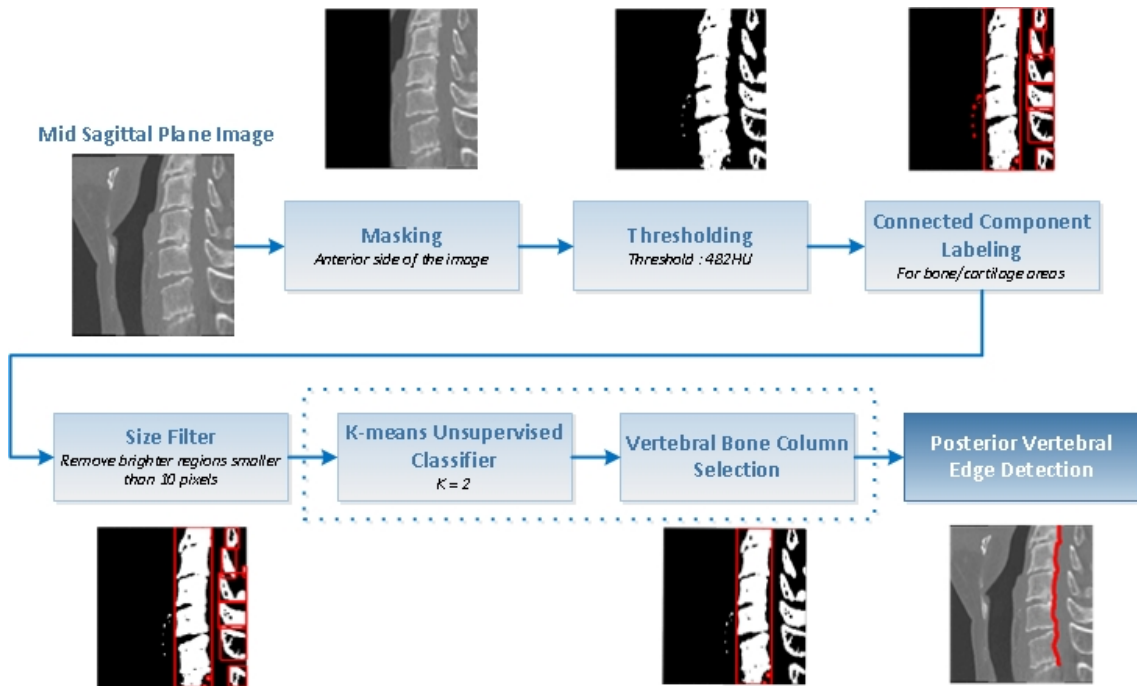 Mid Sagittal Plane Image
Masking
Anterior side of the image
Thresholding
Threshold : 482HU
Connected Component
Labeling
For bone/cartilage areas
Size Filter
Remove brighter regions smaller
than 10 pixels
K-means Unsupervised
Classifier
K = 2
Vertebral Bone Column
Selection
Posterior Vertebral
Edge Detection